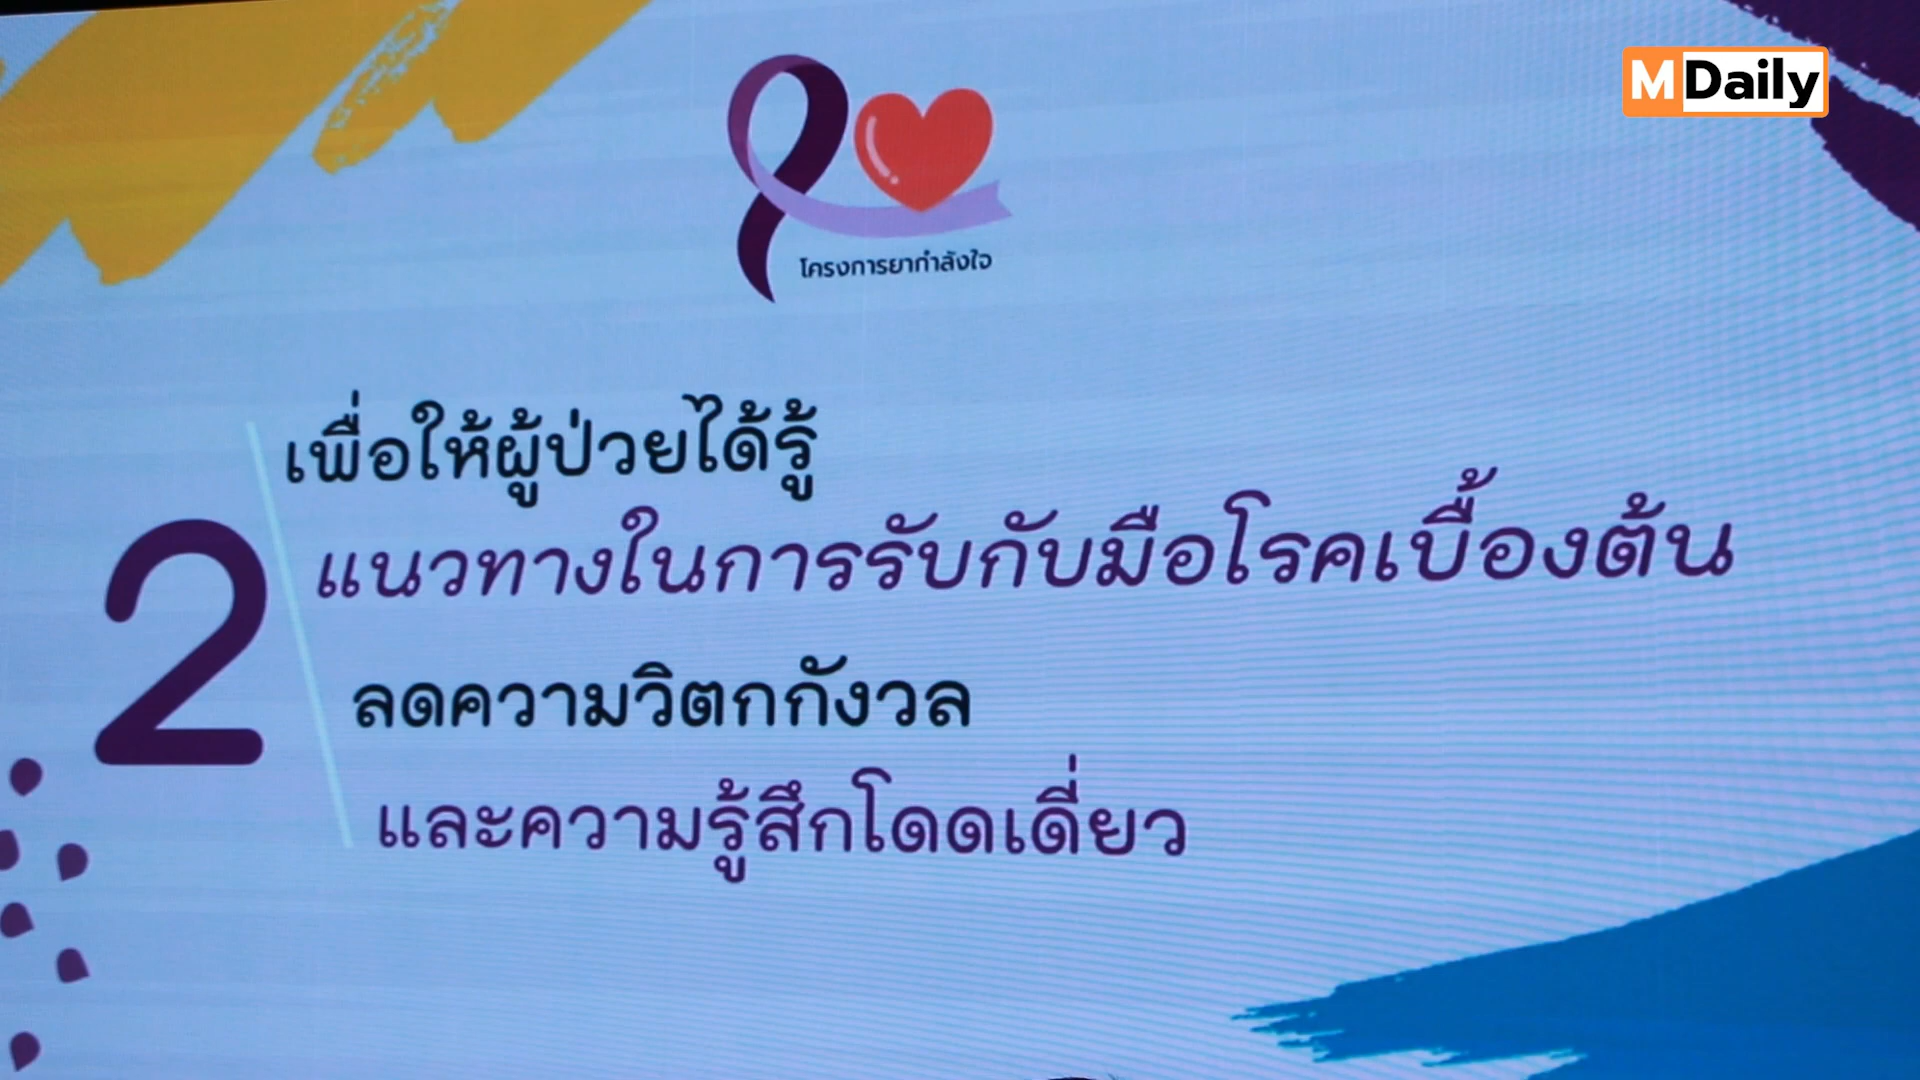 MDaily
โครงการยากำลังใจ
เพื่อให้ผู้ป่วยได้รู้
2
แนวทางในการรับกับมือโรคเบื้องต้น
ลดความวิตกกังวล
และความรู้สึกโดดเดี่ยว